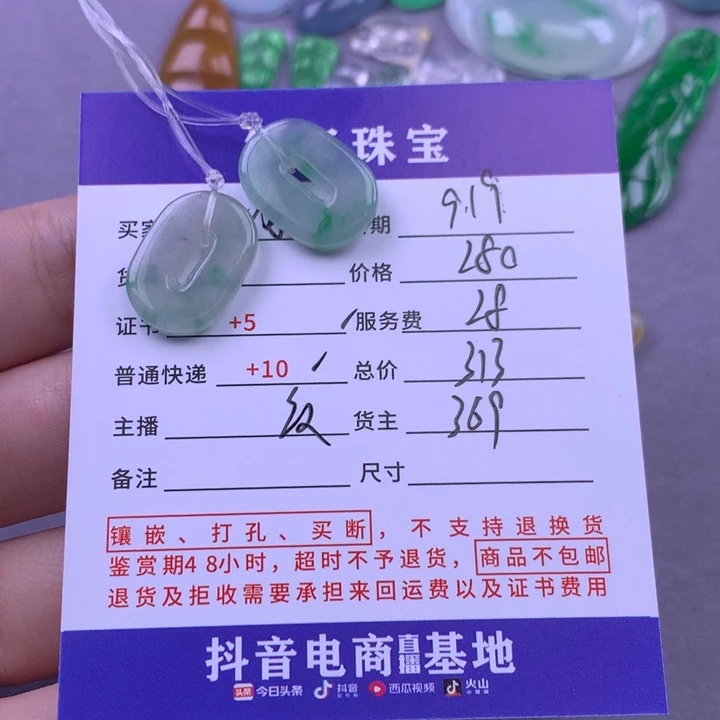 珠宝
买家 期 9.19
价格 280
证书 +5 服务费 28
普通快递 +10 总价 313
主播 货主 369
备注 尺寸
镶嵌、打孔、买断，不支持退换货
鉴赏期48小时，超时不予退货，商品不包邮
退货及拒收需要承担来回运费以及证书费用
抖音电商直播基地
头条 今日头条 抖音 西瓜视频 火山